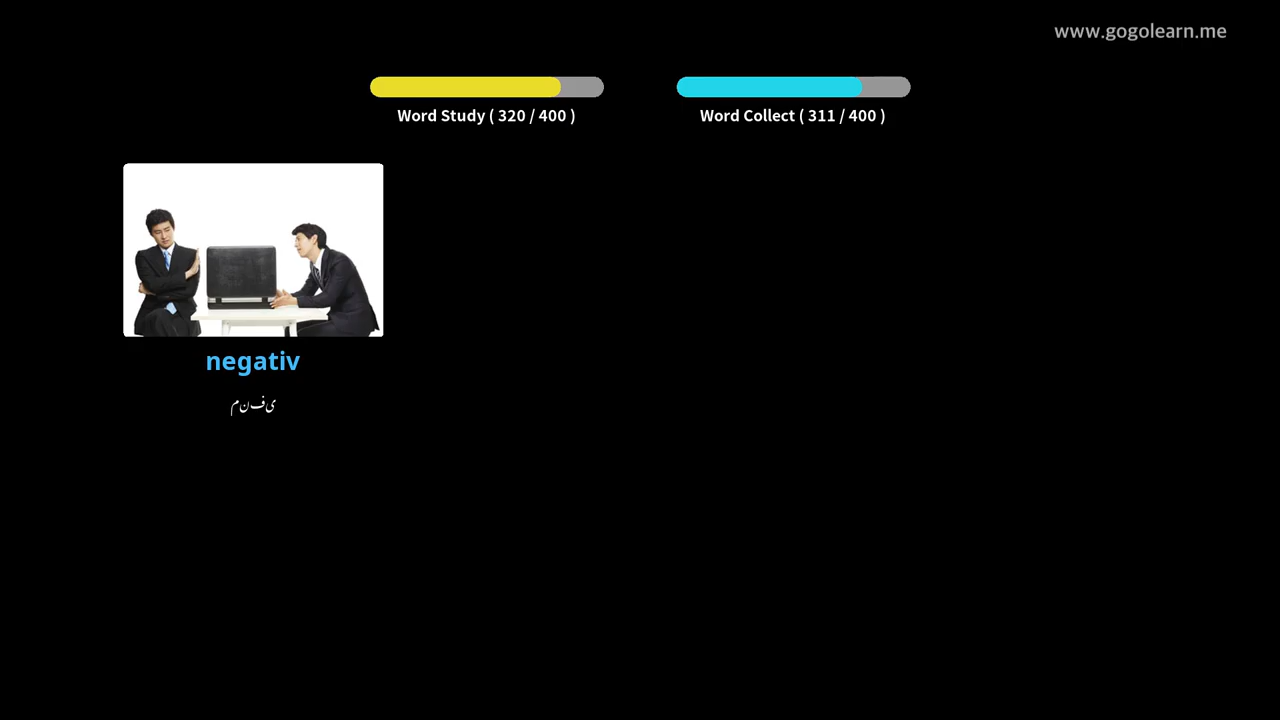 www.gogolearn.me
Word Study ( 320 / 400 )
Word Collect ( 311 / 400 )
negativ
منفی